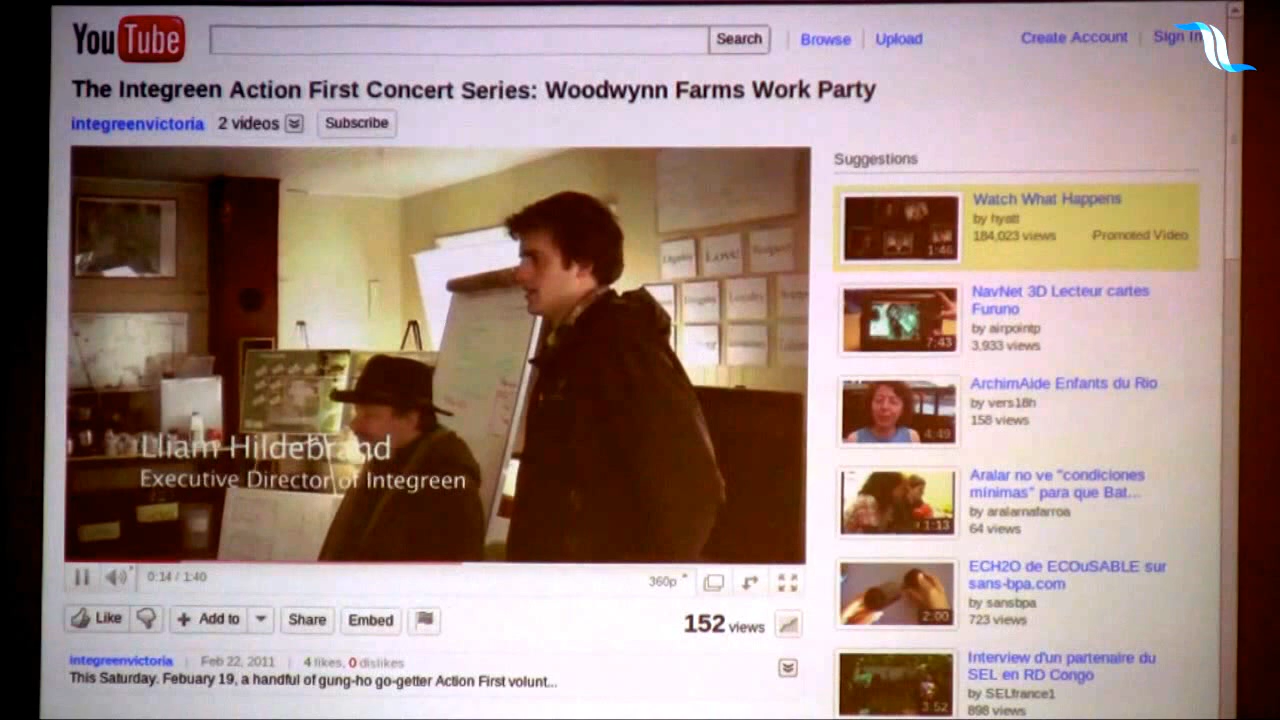 YouTube
Search
Browse
Upload
Create Account
Sign In
The Integreen Action First Concert Series: Woodwynn Farms Work Party
integreenvictoria 2 videos Subscribe
Dignity
Love
Respect
Lliam Hildebrand
Executive Director of Integreen
0:14 / 1:40
360p
Like
Add to
Share
Embed
152 views
integreenvictoria Feb 22, 2011 4 likes, 0 dislikes
This Saturday. Febuary 19, a handful of gung-ho go-getter Action First volunt...
Suggestions
Watch What Happens
by hyatt
184,023 views Promoted Video
1:46
NavNet 3D Lecteur cartes
Furuno
by airpointp
3,933 views
7:43
ArchimAide Enfants du Rio
by vers18h
158 views
4:49
Aralar no ve "condiciones
mínimas" para que Bat...
by aralarnafarroa
64 views
1:13
ECH2O de ECOuSABLE sur
sans-bpa.com
by sansbpa
723 views
2:00
Interview d'un partenaire du
SEL en RD Congo
by SELfrance1
898 views
3:52